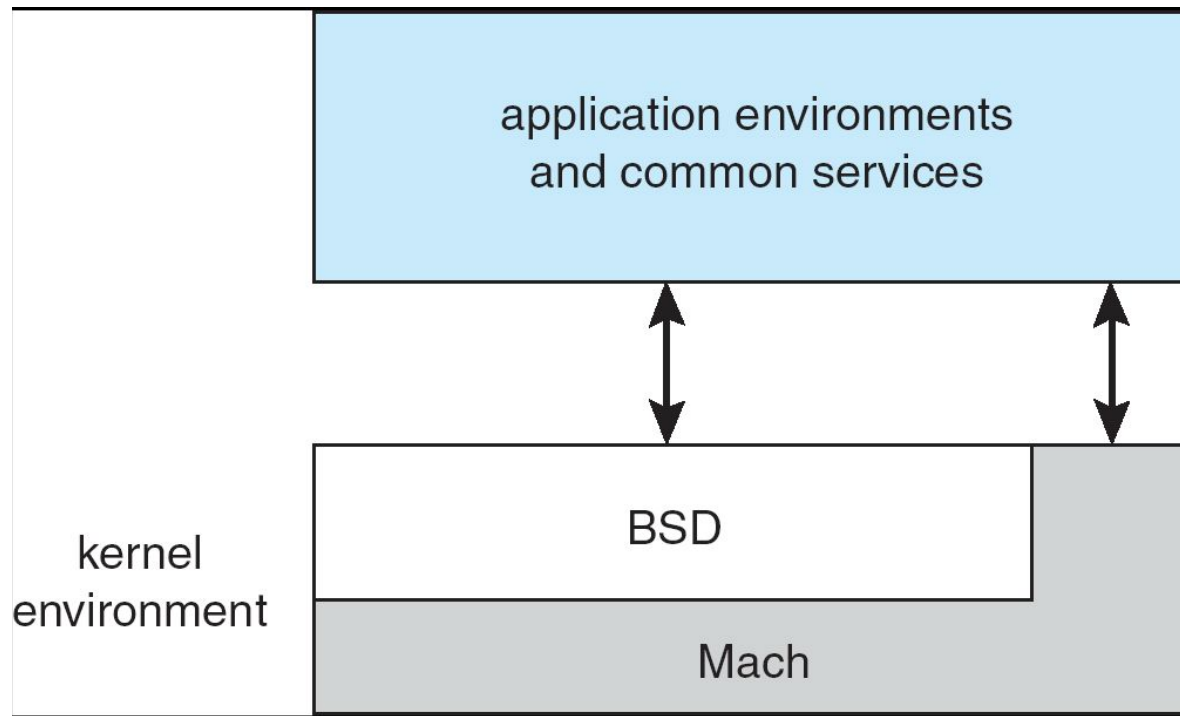 application environments
and common services
BSD
kernel
environment
Mach